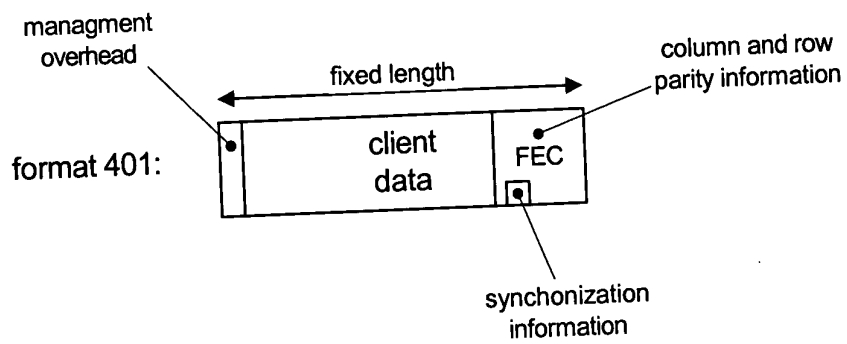 managment
overhead
fixed length
column and row
parity information
format 401:
client
data
FEC
synchonization
information